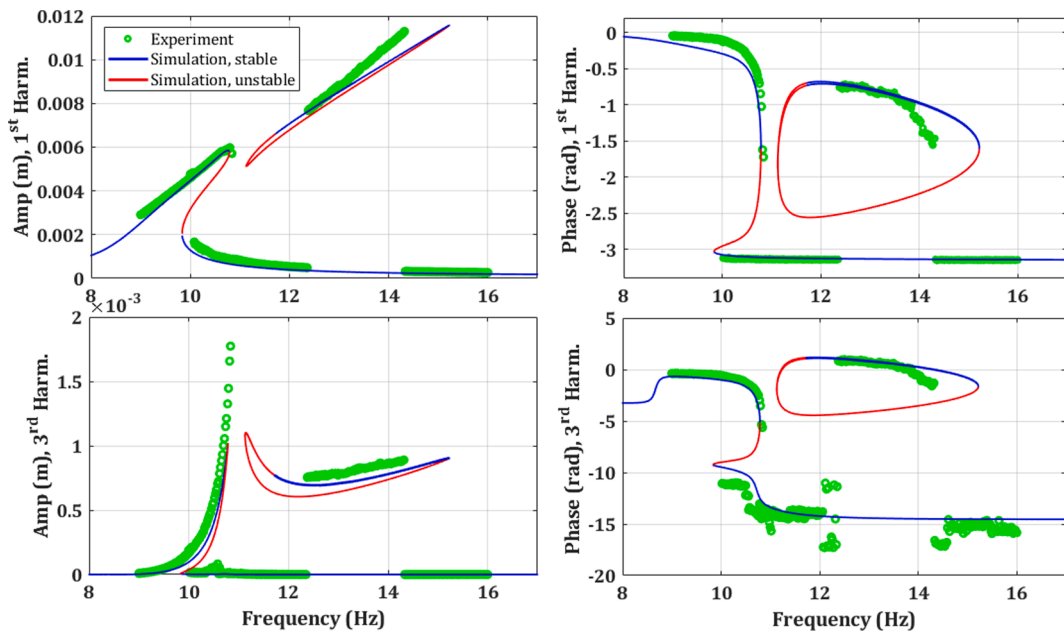 Amp (m), 1st Harm.
0.012
0.01
0.008
0.006
0.004
0.002
0
8 10 12 14 16
Experiment
Simulation, stable
Simulation, unstable
Phase (rad), 1st Harm.
0
-0.5
-1
-1.5
-2
-2.5
-3
8 10 12 14 16
×10-3
Amp (m), 3rd Harm.
2
1.5
1
0.5
0
8 10 12 14 16
Frequency (Hz)
Phase (rad), 3rd Harm.
5
0
-5
-10
-15
-20
8 10 12 14 16
Frequency (Hz)